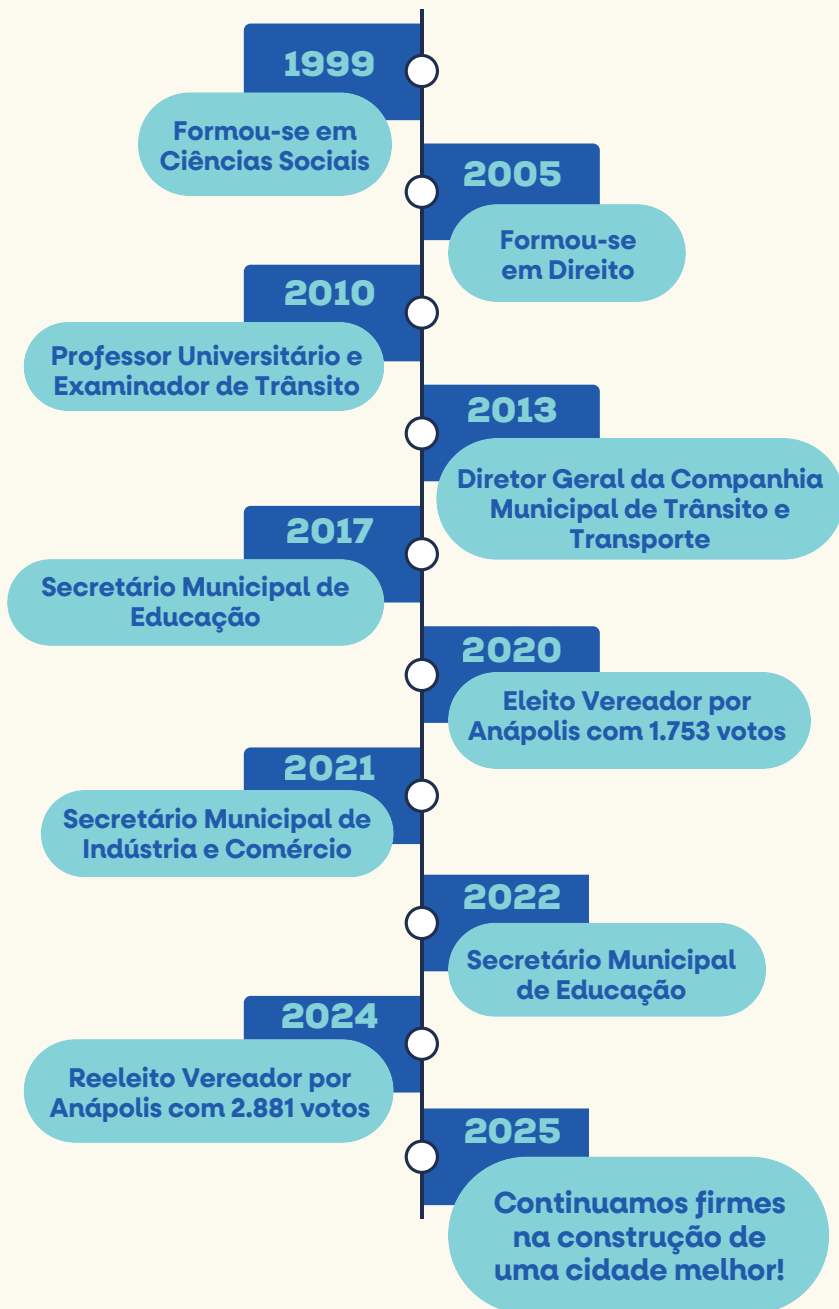 1999
Formou-se em
Ciências Sociais
2005
Formou-se
em Direito
2010
Professor Universitário e
Examinador de Trânsito
2013
Diretor Geral da Companhia
Municipal de Trânsito e
Transporte
2017
Secretário Municipal de
Educação
2020
Eleito Vereador por
Anápolis com 1.753 votos
2021
Secretário Municipal de
Indústria e Comércio
2022
Secretário Municipal
de Educação
2024
Reeleito Vereador por
Anápolis com 2.881 votos
2025
Continuamos firmes
na construção de
uma cidade melhor!